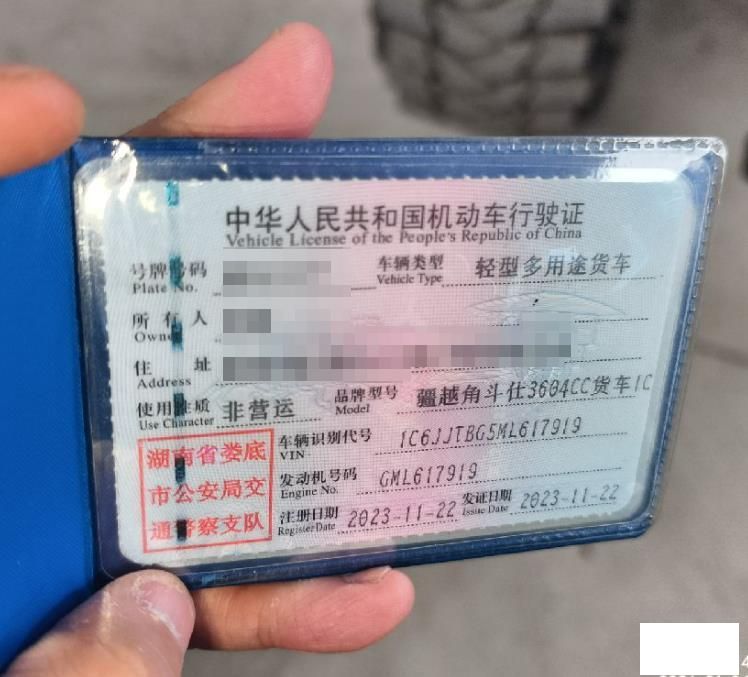 中华人民共和国机动车行驶证
Vehicle License of the People's Republic of China
号牌号码 车辆类型 轻型多用途货车
Plate No. Vehicle Type
所有人
Owner
住址
Address
使用性质 非营运 品牌型号 疆越角斗仕3604CC货车1C
Use Character Model
湖南省娄底
市公安局交
通警察支队
车辆识别代号 1C6JJTBG5ML617919
VIN
发动机号码 GML617919
Engine No.
注册日期 2023-11-22 发证日期 2023-11-22
Register Date Issue Date